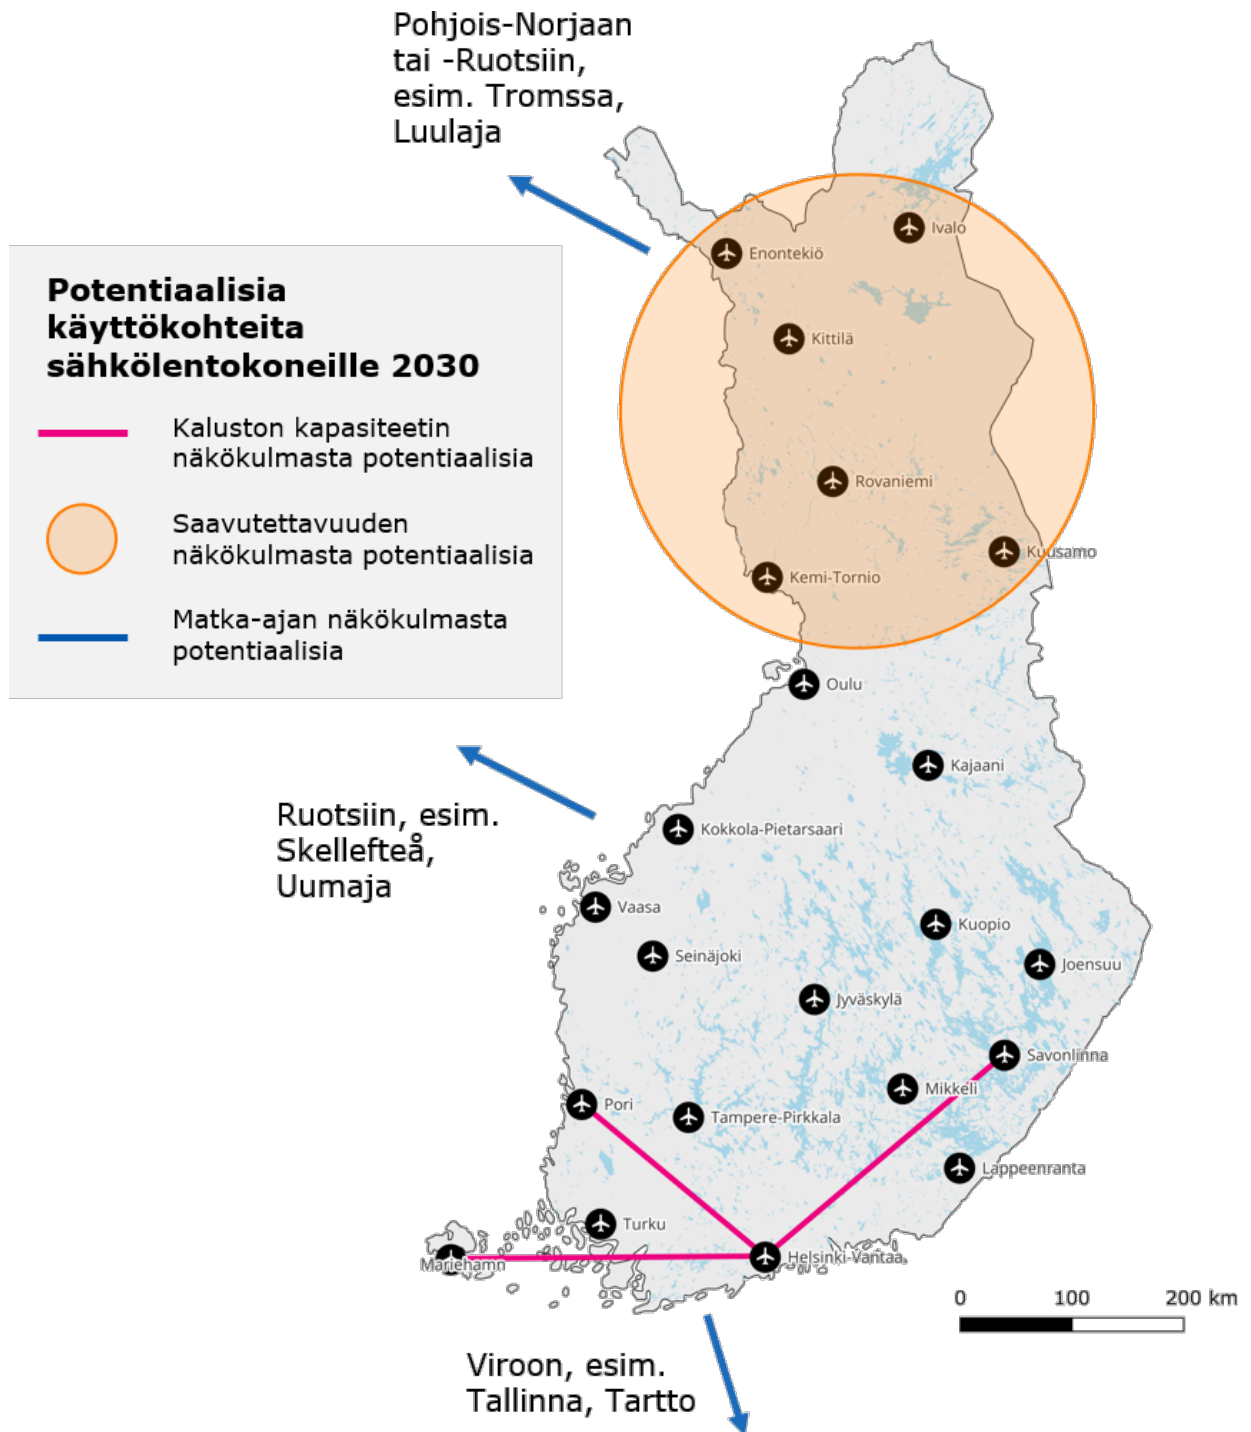 Pohjois-Norjaan
tai -Ruotsiin,
esim. Tromssa,
Luulaja
Ivalo
Enontekiö
Potentiaalisia
käyttökohteita
sähkölentokoneille 2030
Kaluston kapasiteetin
näkökulmasta potentiaalisia
Saavutettavuuden
näkökulmasta potentiaalisia
Matka-ajan näkökulmasta
potentiaalisia
Kittilä
Rovaniemi
Kuusamo
Kemi-Tornio
Oulu
Kajaani
Ruotsiin, esim.
Skellefteå,
Uumaja
Kokkola-Pietarsaari
Vaasa
Kuopio
Seinäjoki
Joensuu
Jyväskylä
Savonlinna
Mikkeli
Pori
Tampere-Pirkkala
Lappeenranta
Turku
Helsinki-Vantaa
Mariehamn
0 100 200 km
Viroon, esim.
Tallinna, Tartto